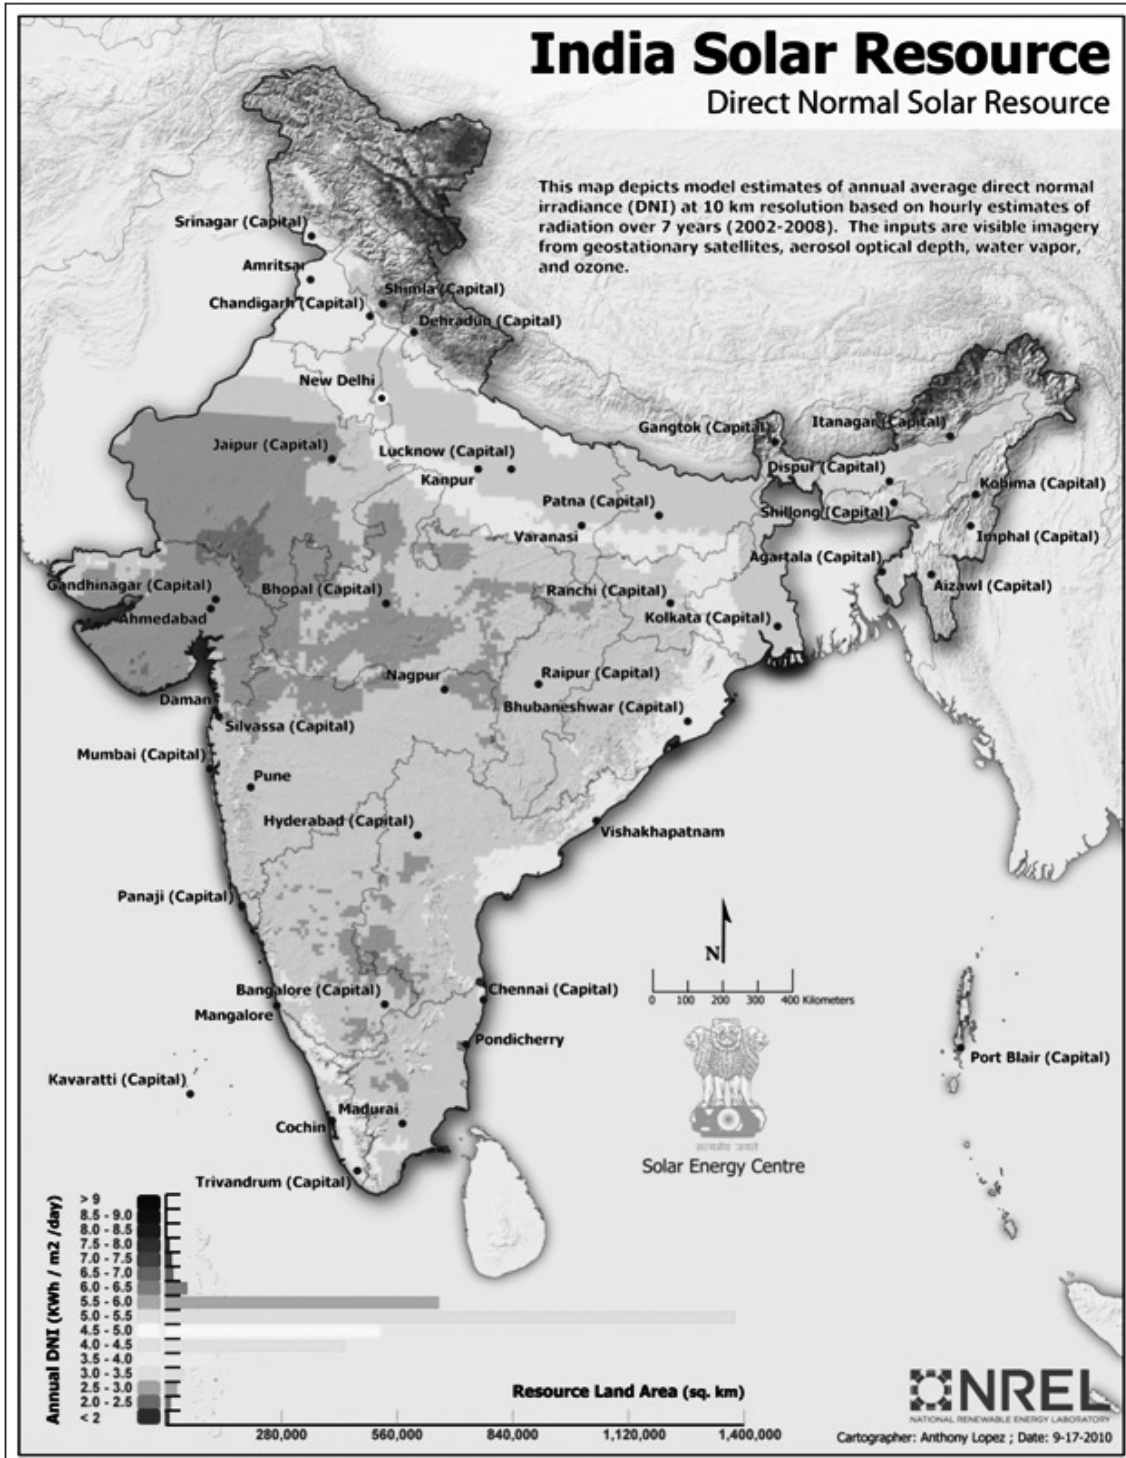 India Solar Resource
Direct Normal Solar Resource
This map depicts model estimates of annual average direct normal
irradiance (DNI) at 10 km resolution based on hourly estimates of
radiation over 7 years (2002-2008). The inputs are visible imagery
from geostationary satellites, aerosol optical depth, water vapor,
and ozone.
Srinagar (Capital)
Amritsar
Shimla (Capital)
Chandigarh (Capital)
Dehradun (Capital)
New Delhi
Gangtok (Capital)
Itanagar (Capital)
Jaipur (Capital)
Lucknow (Capital)
Kanpur
Dispur (Capital)
Kohima (Capital)
Patna (Capital)
Shillong (Capital)
Varanasi
Imphal (Capital)
Agartala (Capital)
Gandhinagar (Capital)
Bhopal (Capital)
Ranchi (Capital)
Aizawl (Capital)
Ahmedabad
Kolkata (Capital)
Nagpur
Raipur (Capital)
Daman
Bhubaneshwar (Capital)
Silvassa (Capital)
Mumbai (Capital)
Pune
Hyderabad (Capital)
Vishakhapatnam
Panaji (Capital)
N
Bangalore (Capital)
Chennai (Capital)
0 100 200 300 400 Kilometers
Mangalore
Pondicherry
Port Blair (Capital)
Kavaratti (Capital)
Madurai
Cochin
सत्यमेव जयते
Solar Energy Centre
Trivandrum (Capital)
Annual DNI (KWh / m2 /day)
> 9
8.5 - 9.0
8.0 - 8.5
7.5 - 8.0
7.0 - 7.5
6.5 - 7.0
6.0 - 6.5
5.5 - 6.0
5.0 - 5.5
4.5 - 5.0
4.0 - 4.5
3.5 - 4.0
3.0 - 3.5
2.5 - 3.0
2.0 - 2.5
< 2
Resource Land Area (sq. km)
280,000 560,000 840,000 1,120,000 1,400,000
NREL
NATIONAL RENEWABLE ENERGY LABORATORY
Cartographer: Anthony Lopez ; Date: 9-17-2010